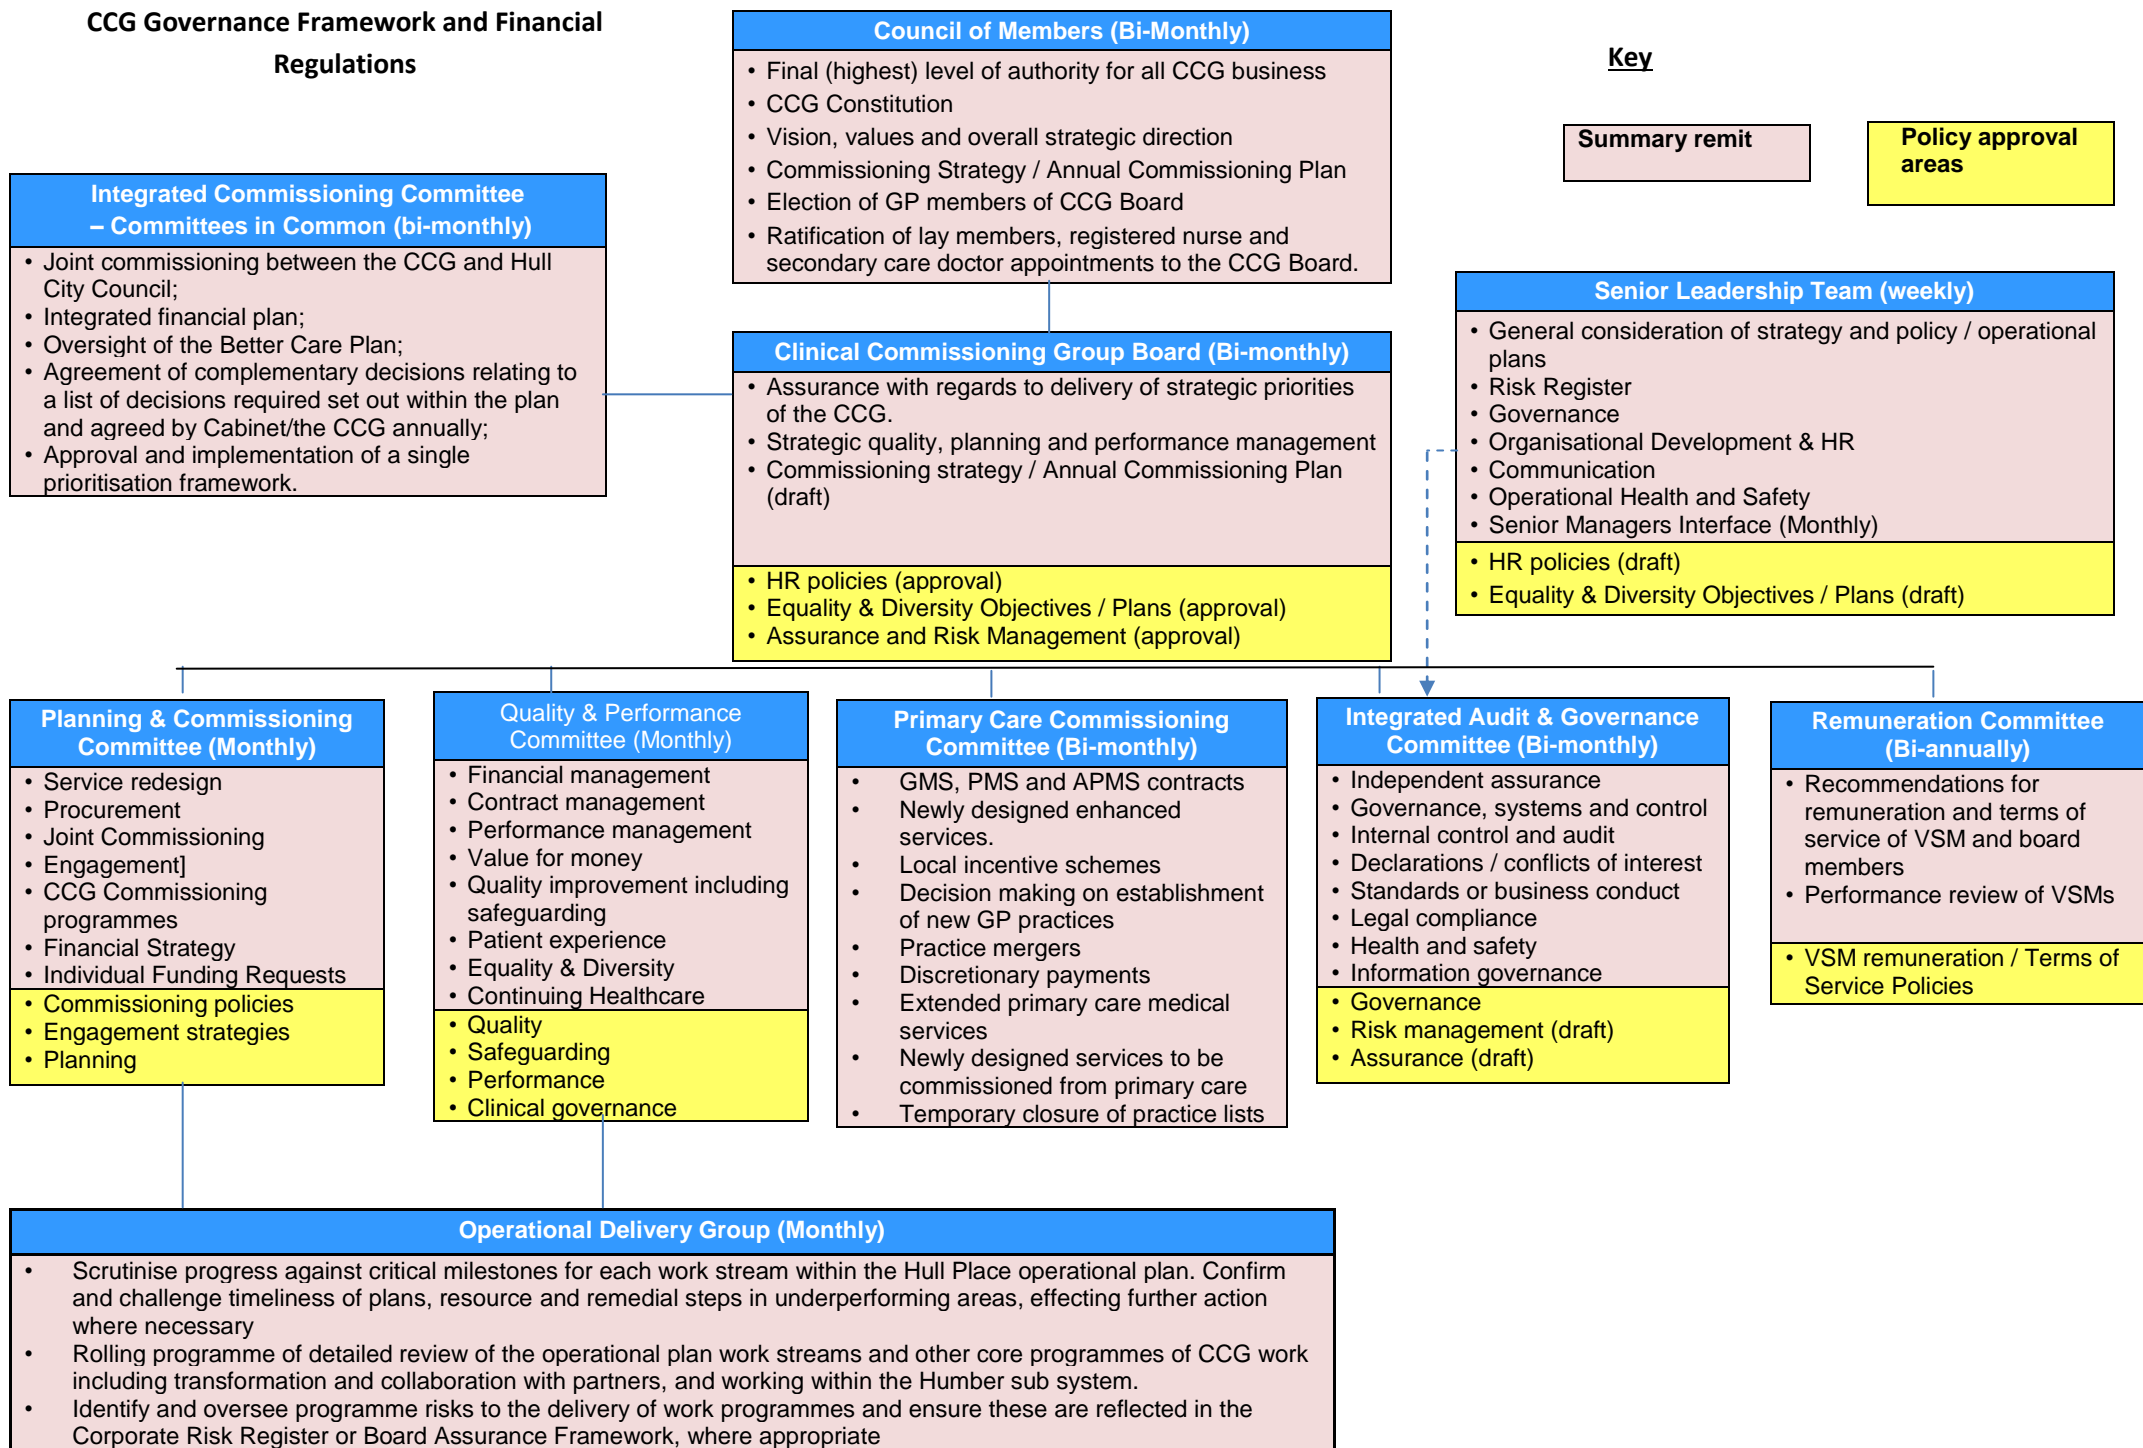 CCG Governance Framework and Financial
Regulations
Council of Members (Bi-Monthly)
• Final (highest) level of authority for all CCG business
• CCG Constitution
• Vision, values and overall strategic direction
• Commissioning Strategy / Annual Commissioning Plan
• Election of GP members of CCG Board
• Ratification of lay members, registered nurse and
secondary care doctor appointments to the CCG Board.
Key
Summary remit
Policy approval
areas
Integrated Commissioning Committee
– Committees in Common (bi-monthly)
• Joint commissioning between the CCG and Hull
City Council;
• Integrated financial plan;
• Oversight of the Better Care Plan;
• Agreement of complementary decisions relating to
a list of decisions required set out within the plan
and agreed by Cabinet/the CCG annually;
• Approval and implementation of a single
prioritisation framework.
Clinical Commissioning Group Board (Bi-monthly)
• Assurance with regards to delivery of strategic priorities
of the CCG.
• Strategic quality, planning and performance management
• Commissioning strategy / Annual Commissioning Plan
(draft)
• HR policies (approval)
• Equality & Diversity Objectives / Plans (approval)
• Assurance and Risk Management (approval)
Senior Leadership Team (weekly)
• General consideration of strategy and policy / operational
plans
• Risk Register
• Governance
• Organisational Development & HR
• Communication
• Operational Health and Safety
• Senior Managers Interface (Monthly)
• HR policies (draft)
• Equality & Diversity Objectives / Plans (draft)
Planning & Commissioning
Committee (Monthly)
• Service redesign
• Procurement
• Joint Commissioning
• Engagement]
• CCG Commissioning
programmes
• Financial Strategy
• Individual Funding Requests
• Commissioning policies
• Engagement strategies
• Planning
Quality & Performance
Committee (Monthly)
• Financial management
• Contract management
• Performance management
• Value for money
• Quality improvement including
safeguarding
• Patient experience
• Equality & Diversity
• Continuing Healthcare
• Quality
• Safeguarding
• Performance
• Clinical governance
Primary Care Commissioning
Committee (Bi-monthly)
• GMS, PMS and APMS contracts
• Newly designed enhanced
services.
• Local incentive schemes
• Decision making on establishment
of new GP practices
• Practice mergers
• Discretionary payments
• Extended primary care medical
services
• Newly designed services to be
commissioned from primary care
• Temporary closure of practice lists
Integrated Audit & Governance
Committee (Bi-monthly)
• Independent assurance
• Governance, systems and control
• Internal control and audit
• Declarations / conflicts of interest
• Standards or business conduct
• Legal compliance
• Health and safety
• Information governance
• Governance
• Risk management (draft)
• Assurance (draft)
Remuneration Committee
(Bi-annually)
• Recommendations for
remuneration and terms of
service of VSM and board
members
• Performance review of VSMs
• VSM remuneration / Terms of
Service Policies
Operational Delivery Group (Monthly)
• Scrutinise progress against critical milestones for each work stream within the Hull Place operational plan. Confirm
and challenge timeliness of plans, resource and remedial steps in underperforming areas, effecting further action
where necessary
• Rolling programme of detailed review of the operational plan work streams and other core programmes of CCG work
including transformation and collaboration with partners, and working within the Humber sub system.
• Identify and oversee programme risks to the delivery of work programmes and ensure these are reflected in the
Corporate Risk Register or Board Assurance Framework, where appropriate